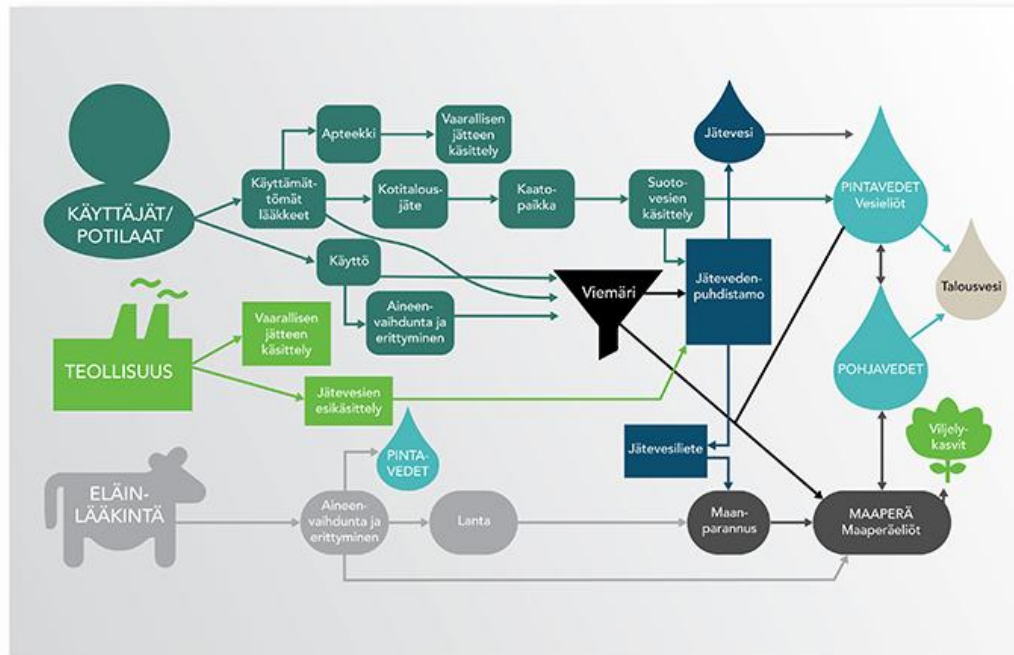 Apteekki
Vaarallisen
jätteen
käsittely
Jätevesi
KÄYTTÄJÄT/
POTILAAT
Käyttämät-
tömät
lääkkeet
Kotitalous-
jäte
Kaato-
paikka
Suoto-
vesien
käsittely
PINTAVEDET
Vesieliöt
Käyttö
Aineen-
vaihdunta ja
erittyminen
Viemäri
Jäteveden-
puhdistamo
Talousvesi
TEOLLISUUS
Vaarallisen
jätteen
käsittely
Jätevesien
esikäsittely
POHJAVEDET
Viljely-
kasvit
PINTA-
VEDET
Jätevesiliete
ELÄIN-
LÄÄKINTÄ
Aineen-
vaihdunta ja
erittyminen
Lanta
Maan-
parannus
MAAPERÄ
Maaperäeliöt